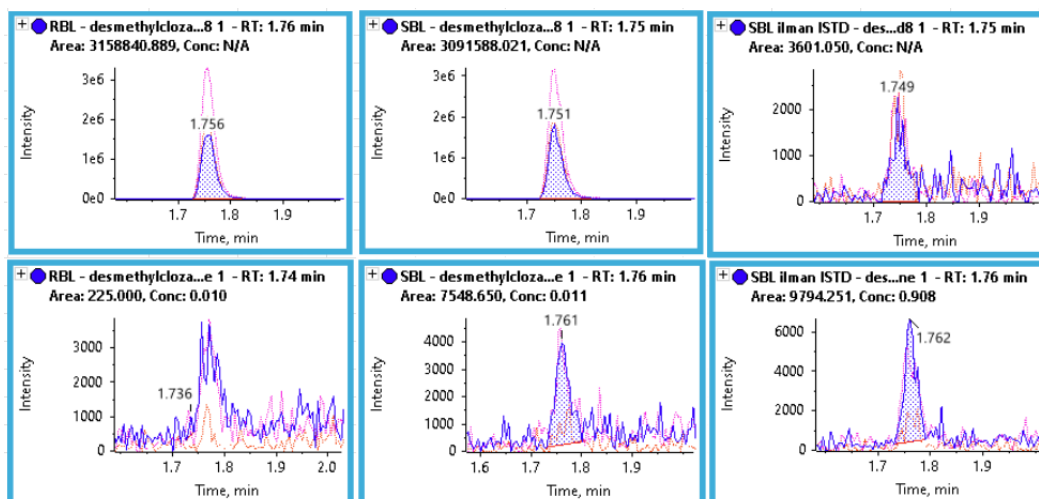 RBL - desmethylcloza...8 1 - RT: 1.76 min
Area: 3158840.889, Conc: N/A
3e6
2e6
1e6
0e0
Intensity
1.756
1.7 1.8 1.9
Time, min
SBL - desmethylcloza...8 1 - RT: 1.75 min
Area: 3091588.021, Conc: N/A
3e6
2e6
1e6
0e0
Intensity
1.751
1.7 1.8 1.9
Time, min
SBL ilman ISTD - des...d8 1 - RT: 1.75 min
Area: 3601.050, Conc: N/A
2000
1000
0
Intensity
1.749
1.7 1.8 1.9
Time, min
RBL - desmethylcloza...e 1 - RT: 1.74 min
Area: 225.000, Conc: 0.010
3000
2000
1000
0
Intensity
1.736
1.7 1.8 1.9 2.0
Time, min
SBL - desmethylcloza...e 1 - RT: 1.76 min
Area: 7548.650, Conc: 0.011
4000
2000
0
Intensity
1.761
1.6 1.7 1.8 1.9
Time, min
SBL ilman ISTD - des...ne 1 - RT: 1.76 min
Area: 9794.251, Conc: 0.908
6000
4000
2000
0
Intensity
1.762
1.7 1.8 1.9
Time, min